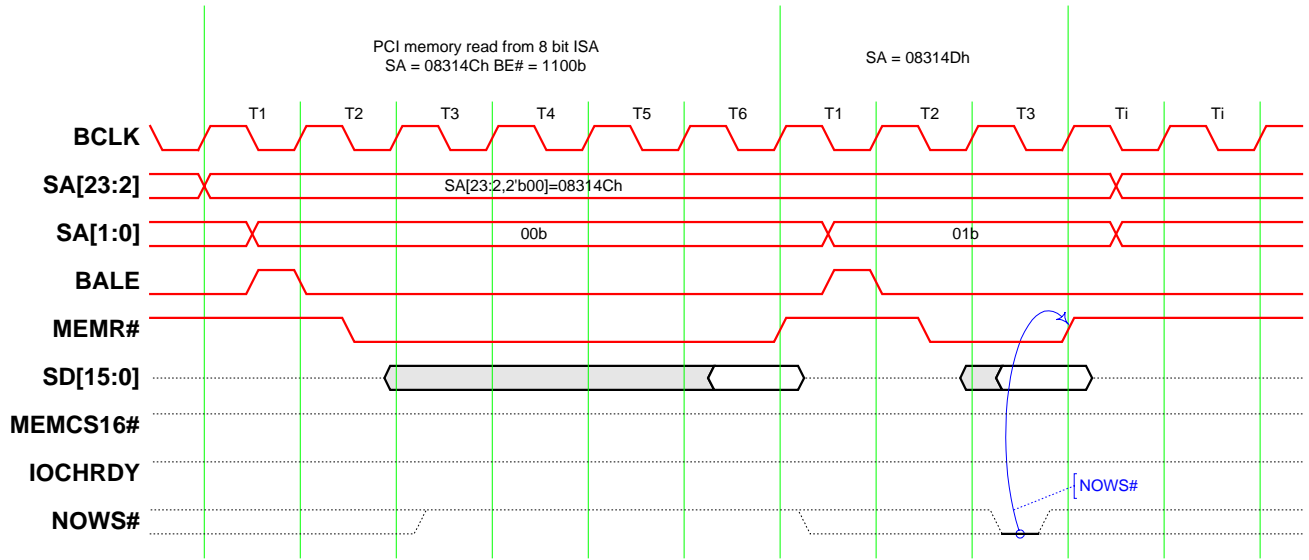 PCI memory read from 8 bit ISA
SA = 08314Ch BE# = 1100b
SA = 08314Dh
T1 T2 T3 T4 T5 T6 T1 T2 T3 Ti Ti
BCLK
SA[23:2] SA[23:2,2'b00]=08314Ch
SA[1:0] 00b 01b
BALE
MEMR#
SD[15:0]
MEMCS16#
IOCHRDY
NOWS#
NOWS#